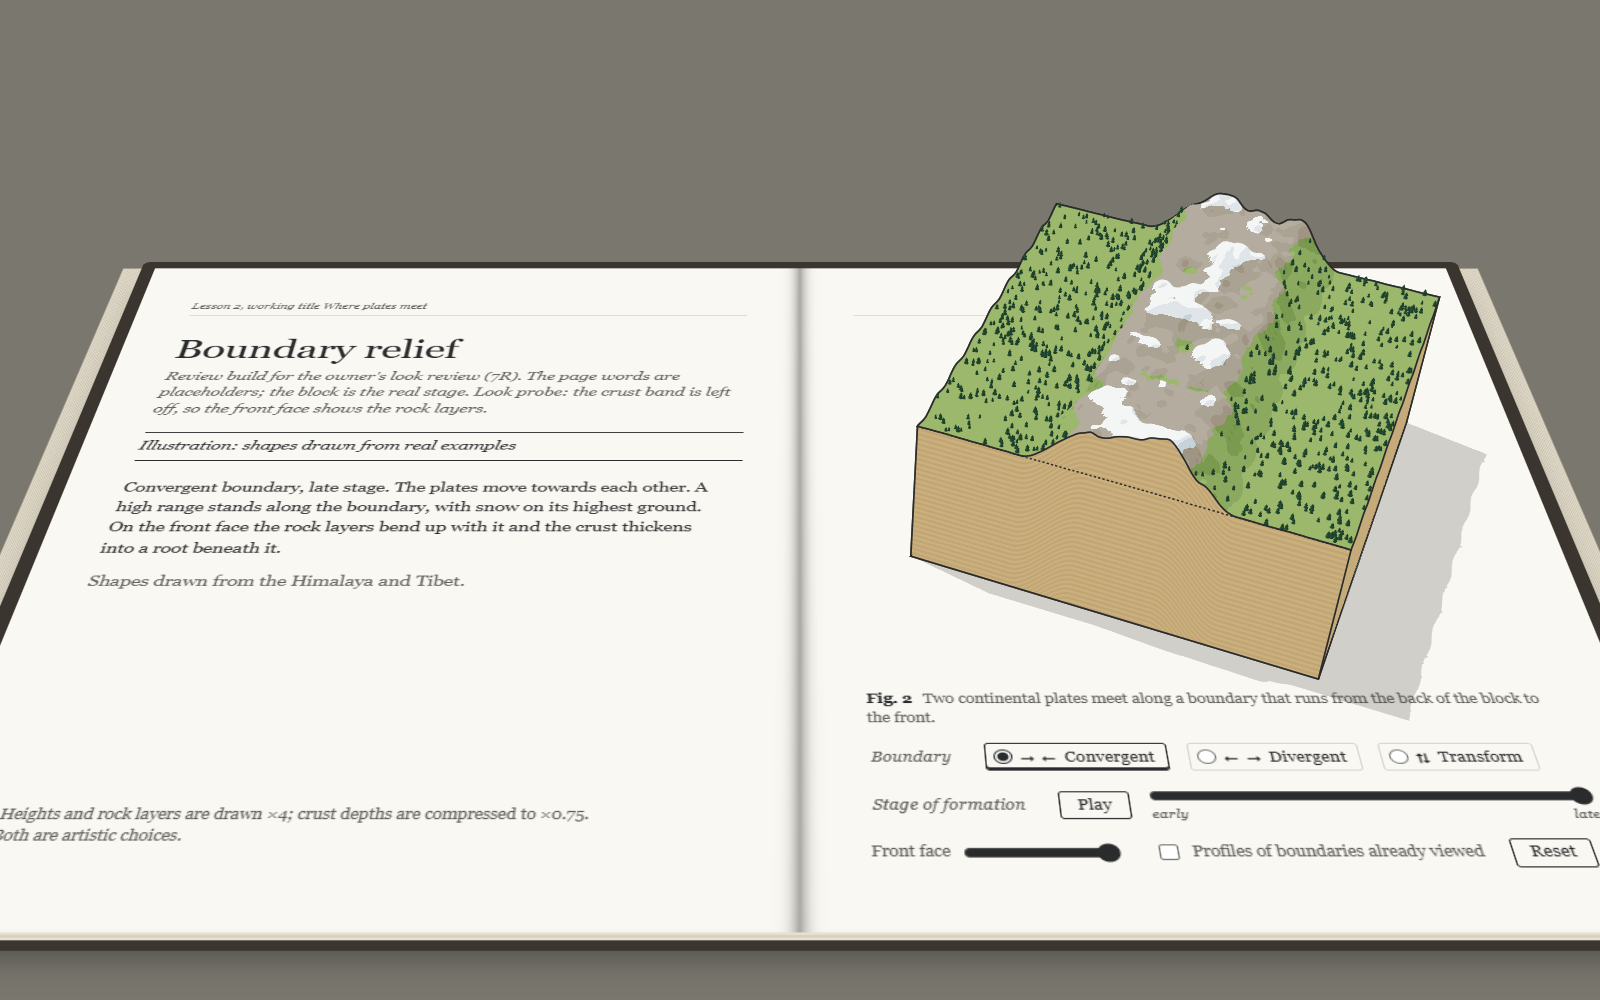 Lesson 2, working title Where plates meet
Boundary relief
Review build for the owner's look review (7R). The page words are
placeholders; the block is the real stage. Look probe: the crust band is left
off, so the front face shows the rock layers.
Illustration: shapes drawn from real examples
Convergent boundary, late stage. The plates move towards each other. A
high range stands along the boundary, with snow on its highest ground.
On the front face the rock layers bend up with it and the crust thickens
into a root beneath it.
Shapes drawn from the Himalaya and Tibet.
Heights and rock layers are drawn ×4; crust depths are compressed to ×0.75.
Both are artistic choices.
Fig. 2 Two continental plates meet along a boundary that runs from the back of the block to
the front.
Boundary → ← Convergent ← → Divergent ⇅ Transform
Stage of formation Play early late
Front face Profiles of boundaries already viewed Reset